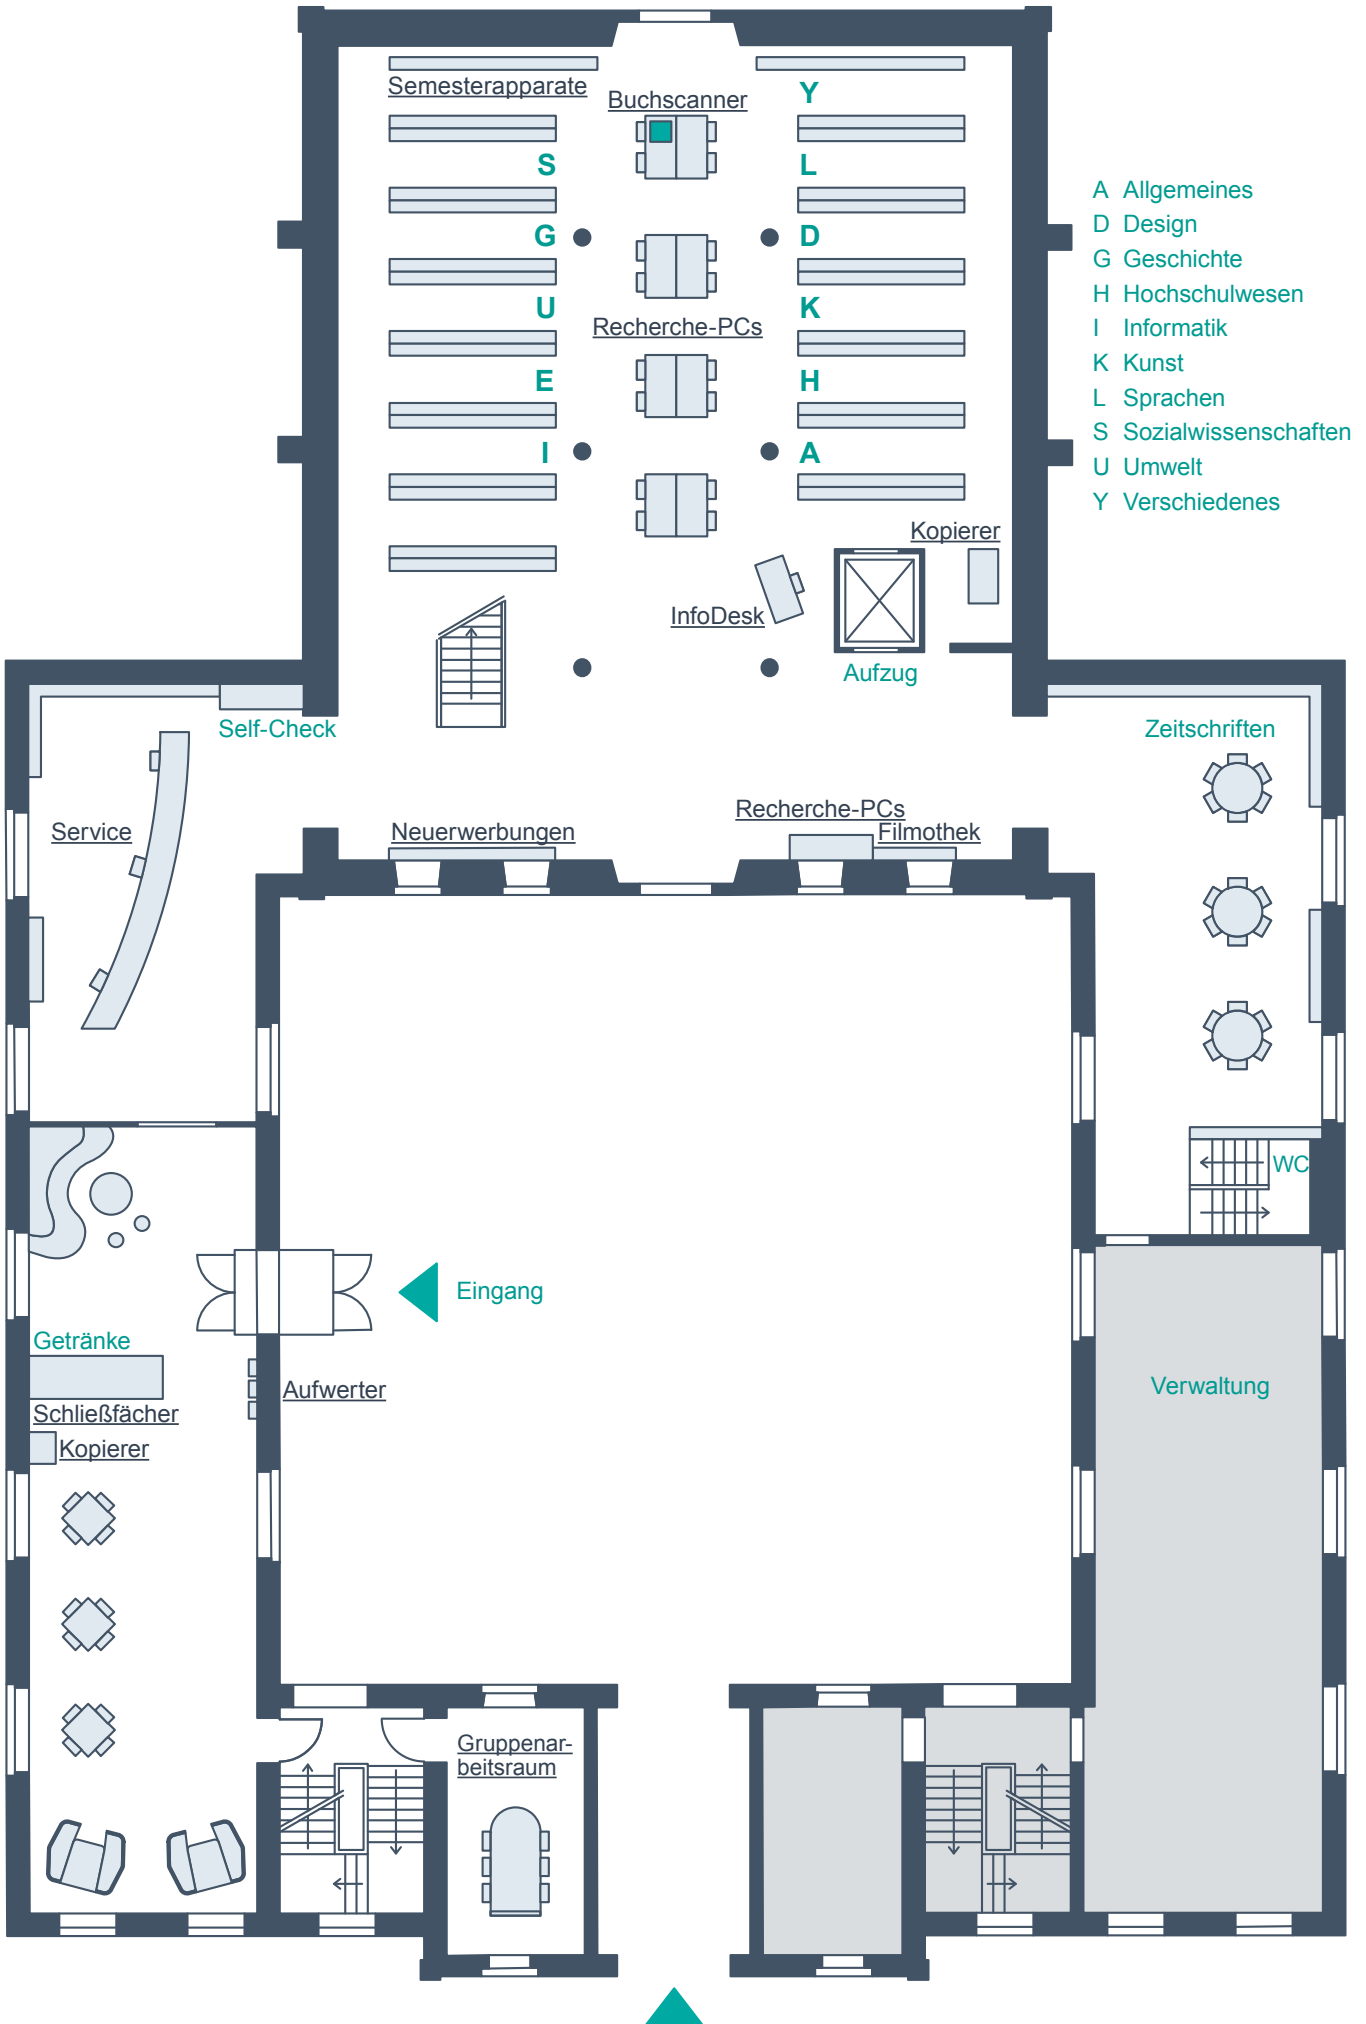 Semesterapparate
Buchscanner
Y
S
L
G
D
U
K
Recherche-PCs
E
H
I
A
A Allgemeines
D Design
G Geschichte
H Hochschulwesen
I Informatik
K Kunst
L Sprachen
S Sozialwissenschaften
U Umwelt
Y Verschiedenes
Kopierer
InfoDesk
Aufzug
Self-Check
Zeitschriften
Service
Neuerwerbungen
Recherche-PCs
Filmothek
WC
Eingang
Getränke
Aufwerter
Schließfächer
Kopierer
Verwaltung
Gruppenar-
beitsraum